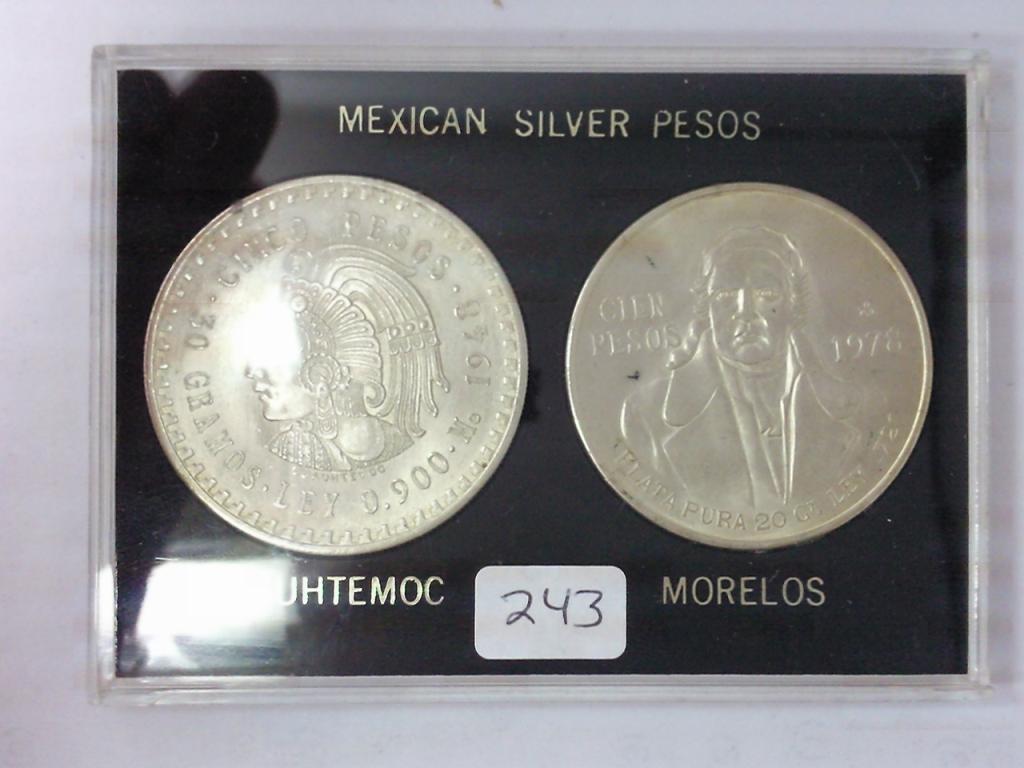 MEXICAN SILVER PESOS
CINCO PESOS · 1948 · Mo
30 GRAMOS · LEY 0.900
CIEN
PESOS
1978
PLATA PURA 20 GR. LEY .720
UHTEMOC
243
MORELOS